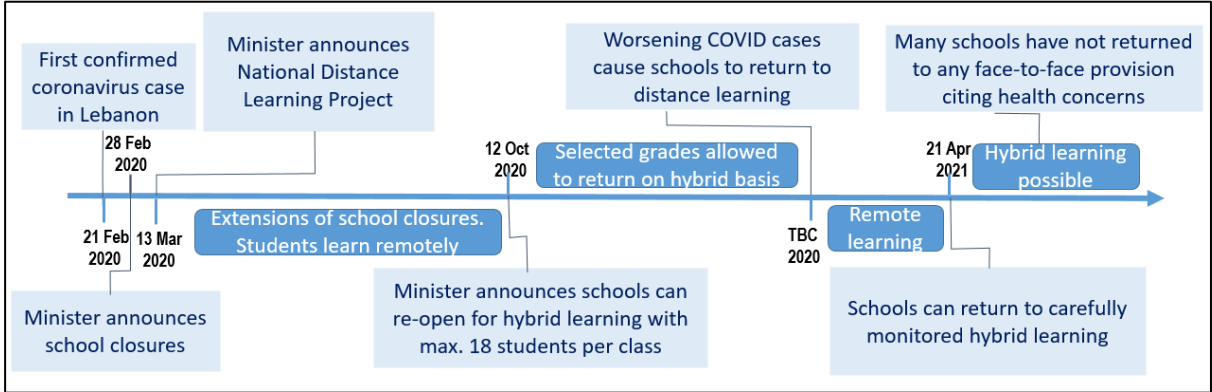 First confirmed
coronavirus case
in Lebanon
Minister announces
National Distance
Learning Project
Worsening COVID cases
cause schools to return to
distance learning
Many schools have not returned
to any face-to-face provision
citing health concerns
28 Feb
2020
12 Oct
2020
Selected grades allowed
to return on hybrid basis
21 Apr
2021
Hybrid learning
possible
21 Feb
2020
13 Mar
2020
Extensions of school closures.
Students learn remotely
TBC
2020
Remote
learning
Minister announces
school closures
Minister announces schools can
re-open for hybrid learning with
max. 18 students per class
Schools can return to carefully
monitored hybrid learning